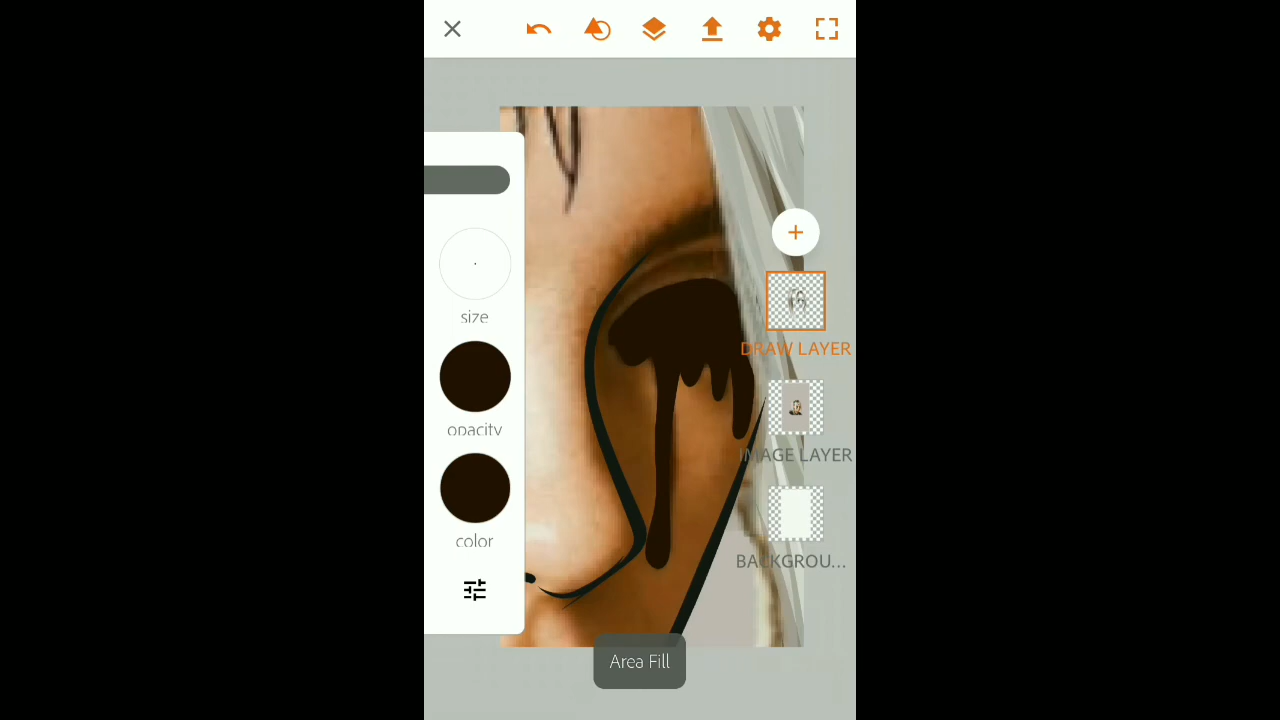 size
DRAW LAYER
opacity
IMAGE LAYER
color
BACKGROU...
Area Fill